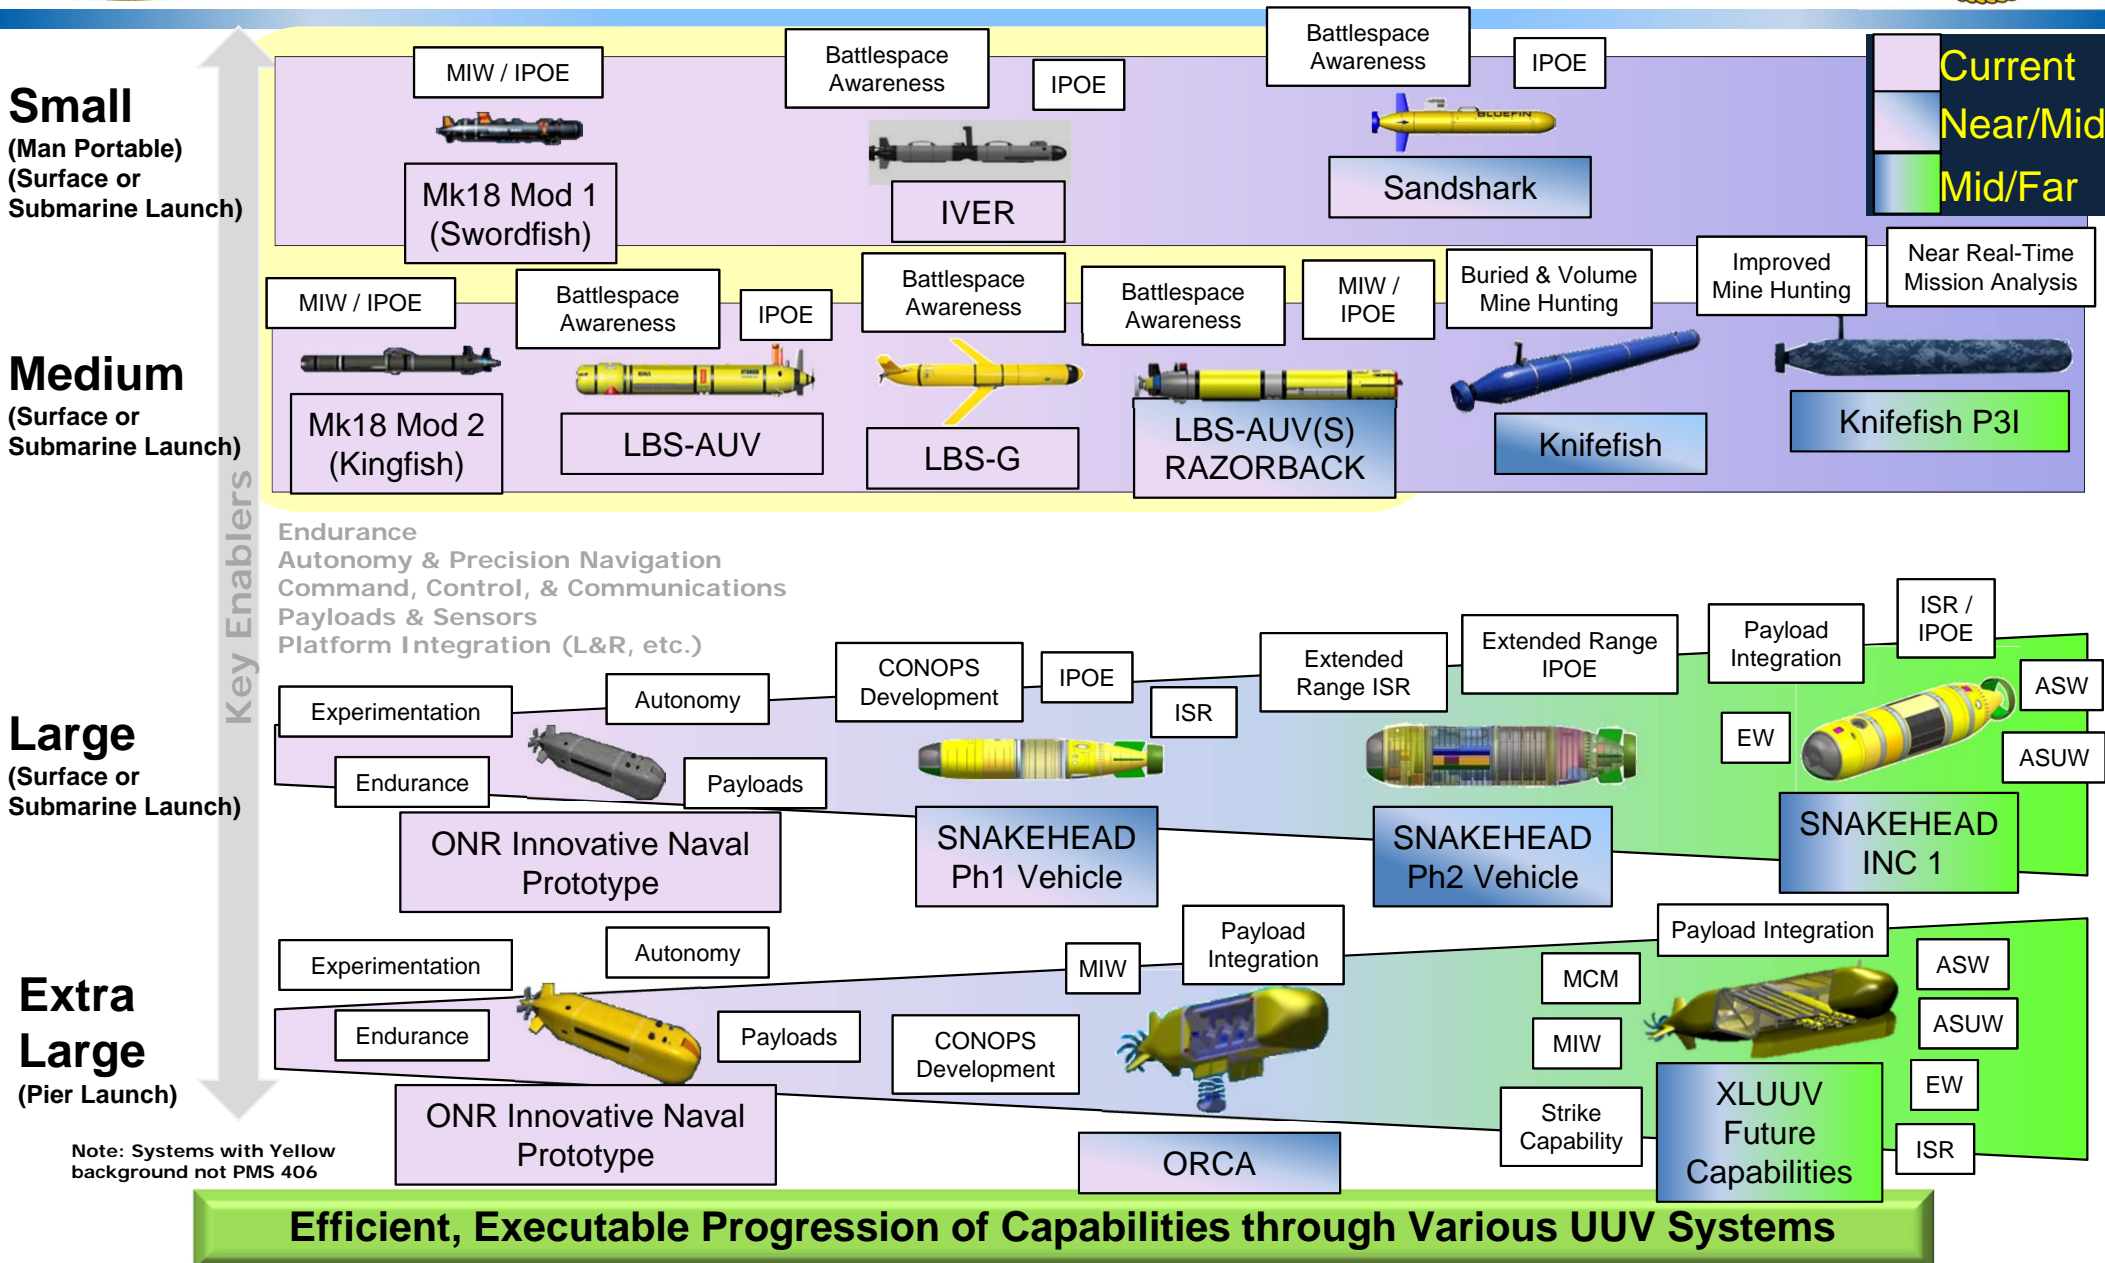 Current
Near/Mid
Mid/Far
Small
(Man Portable)
(Surface or
Submarine Launch)
MIW / IPOE
Mk18 Mod 1
(Swordfish)
Battlespace
Awareness
IPOE
IVER
Battlespace
Awareness
IPOE
BLUEFIN
Sandshark
Medium
(Surface or
Submarine Launch)
MIW / IPOE
Mk18 Mod 2
(Kingfish)
Battlespace
Awareness
IPOE
LBS-AUV
Battlespace
Awareness
LBS-G
Battlespace
Awareness
MIW /
IPOE
LBS-AUV(S)
RAZORBACK
Buried & Volume
Mine Hunting
Knifefish
Improved
Mine Hunting
Near Real-Time
Mission Analysis
Knifefish P3I
Key Enablers
Endurance
Autonomy & Precision Navigation
Command, Control, & Communications
Payloads & Sensors
Platform Integration (L&R, etc.)
Large
(Surface or
Submarine Launch)
Experimentation
Autonomy
Endurance
Payloads
ONR Innovative Naval
Prototype
CONOPS
Development
IPOE
ISR
SNAKEHEAD
Ph1 Vehicle
Extended
Range ISR
Extended Range
IPOE
SNAKEHEAD
Ph2 Vehicle
Payload
Integration
ISR /
IPOE
EW
ASW
ASUW
SNAKEHEAD
INC 1
Extra
Large
(Pier Launch)
Experimentation
Autonomy
Endurance
Payloads
ONR Innovative Naval
Prototype
CONOPS
Development
MIW
Payload
Integration
ORCA
MCM
MIW
Strike
Capability
Payload Integration
ASW
ASUW
EW
ISR
XLUUV
Future
Capabilities
Note: Systems with Yellow
background not PMS 406
Efficient, Executable Progression of Capabilities through Various UUV Systems